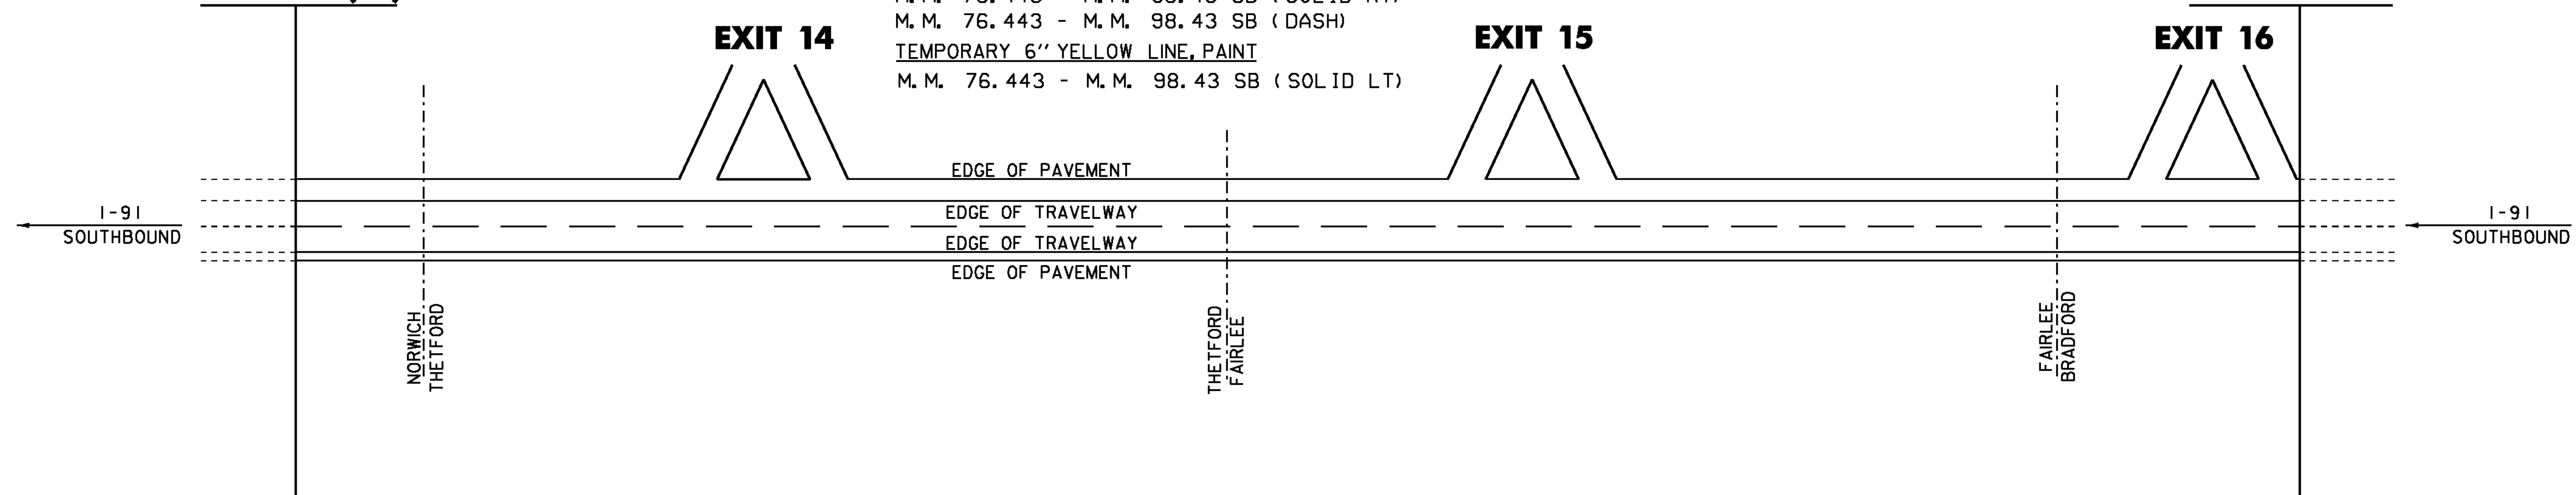 M.M. 76.443 - M.M. 98.43 SB (DASH)
EXIT 14
TEMPORARY 6" YELLOW LINE, PAINT
M.M. 76.443 - M.M. 98.43 SB (SOLID LT)
EXIT 15
EXIT 16
EDGE OF PAVEMENT
I-91
SOUTHBOUND
EDGE OF TRAVELWAY
EDGE OF TRAVELWAY
EDGE OF PAVEMENT
I-91
SOUTHBOUND
NORWICH
THETFORD
THETFORD
FAIRLEE
FAIRLEE
BRADFORD